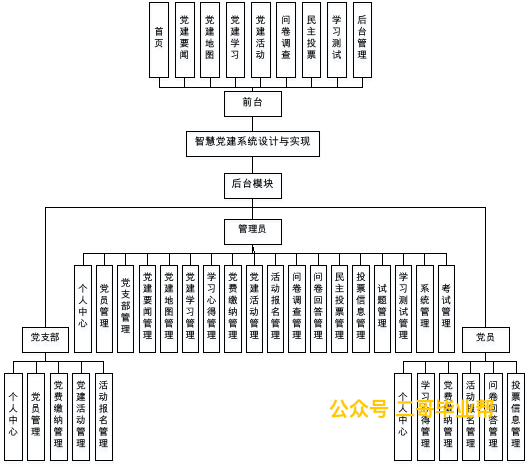 首页
党建要闻
党建地图
党建学习
党建活动
问卷调查
民主投票
学习测试
后台管理
前台
智慧党建系统设计与实现
后台模块
管理员
个人中心
党员管理
党支部管理
党建要闻管理
党建地图管理
党建学习管理
学习心得管理
党费缴纳管理
党建活动管理
活动报名管理
问卷调查管理
问卷回答管理
民主投票管理
投票信息管理
试题管理
学习测试管理
系统管理
考试管理
党支部
党员
个人中心
党员管理
党费缴纳管理
党建活动管理
活动报名管理
个人中心
学习心得管理
党费缴纳管理
活动报名管理
问卷回答管理
投票信息管理
公众号 二哥毕业帮